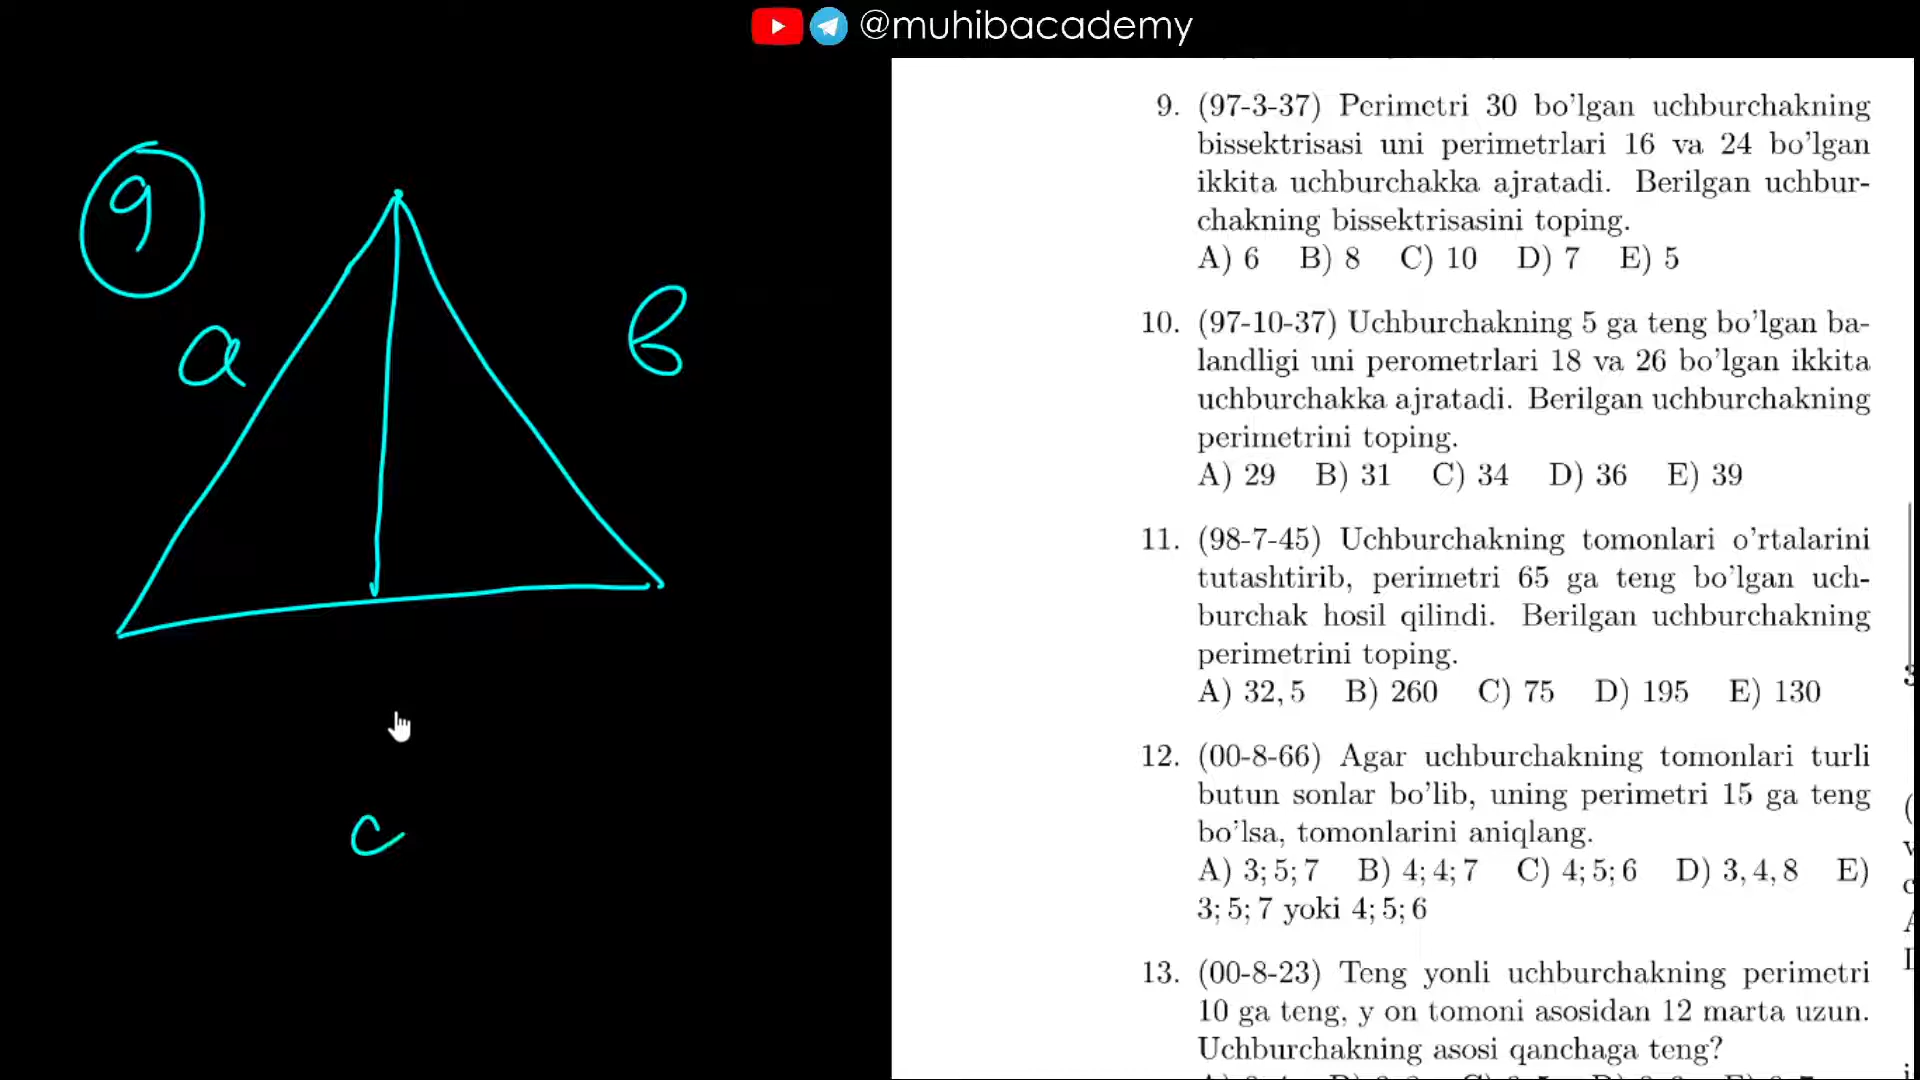 @muhibacademy
9
a
в
c
9. (97-3-37) Perimetri 30 bo'lgan uchburchakning
bissektrisasi uni perimetrlari 16 va 24 bo'lgan
ikkita uchburchakka ajratadi. Berilgan uchbur-
chakning bissektrisasini toping.
A) 6 B) 8 C) 10 D) 7 E) 5
10. (97-10-37) Uchburchakning 5 ga teng bo'lgan ba-
landligi uni perometrlari 18 va 26 bo'lgan ikkita
uchburchakka ajratadi. Berilgan uchburchakning
perimetrini toping.
A) 29 B) 31 C) 34 D) 36 E) 39
11. (98-7-45) Uchburchakning tomonlari o'rtalarini
tutashtirib, perimetri 65 ga teng bo'lgan uch-
burchak hosil qilindi. Berilgan uchburchakning
perimetrini toping.
A) 32, 5 B) 260 C) 75 D) 195 E) 130
12. (00-8-66) Agar uchburchakning tomonlari turli
butun sonlar bo'lib, uning perimetri 15 ga teng
bo'lsa, tomonlarini aniqlang.
A) 3; 5; 7 B) 4; 4; 7 C) 4; 5; 6 D) 3, 4, 8 E)
3; 5; 7 yoki 4; 5; 6
13. (00-8-23) Teng yonli uchburchakning perimetri
10 ga teng, y on tomoni asosidan 12 marta uzun.
Uchburchakning asosi qanchaga teng?